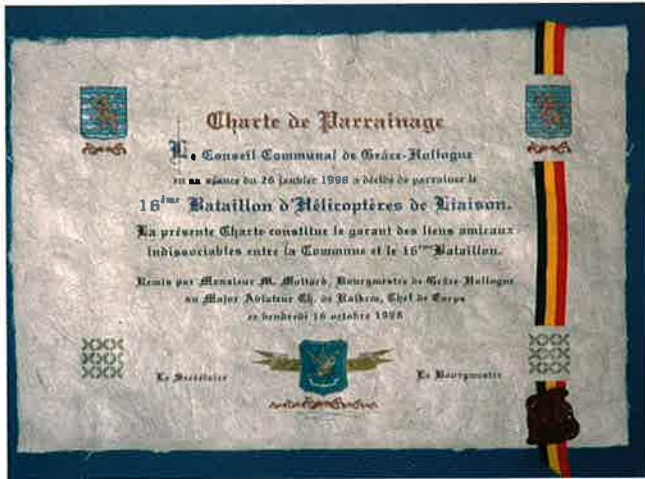 Charte de Parrainage
Le Conseil Communal de Grâce-Hollogne
en sa séance du 26 janvier 1998 a décidé de parrainer le
16ème Bataillon d'Hélicoptères de Liaison.
La présente Charte constitue le garant des liens amicaux
indissociables entre la Commune et le 16ème Bataillon.
Remis par Monsieur M. Mottard, Bourgmestre de Grâce-Hollogne
au Major Aviateur Ch. de Kaikem, Chef de Corps
ce vendredi 16 octobre 1998
Le Secrétaire
Le Bourgmestre